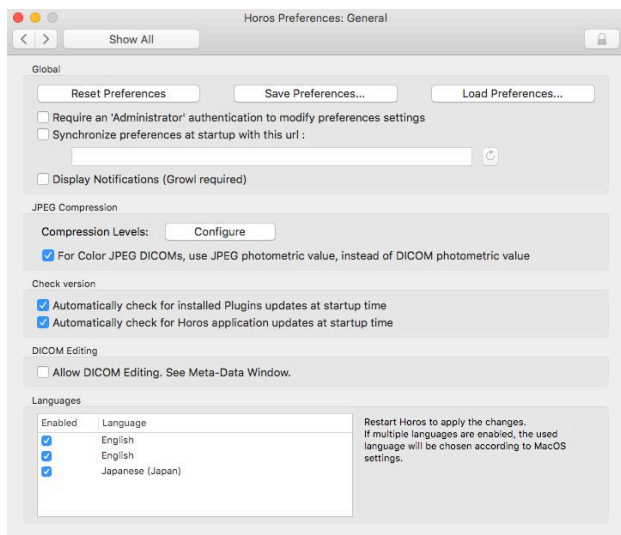 Horos Preferences: General
Show All
Global
Reset Preferences Save Preferences... Load Preferences...
Require an 'Administrator' authentication to modify preferences settings
Synchronize preferences at startup with this url :
Display Notifications (Growl required)
JPEG Compression
Compression Levels: Configure
For Color JPEG DICOMs, use JPEG photometric value, instead of DICOM photometric value
Check version
Automatically check for installed Plugins updates at startup time
Automatically check for Horos application updates at startup time
DICOM Editing
Allow DICOM Editing. See Meta-Data Window.
Languages
Enabled Language
English
English
Japanese (Japan)
Restart Horos to apply the changes.
If multiple languages are enabled, the used
language will be chosen according to MacOS
settings.